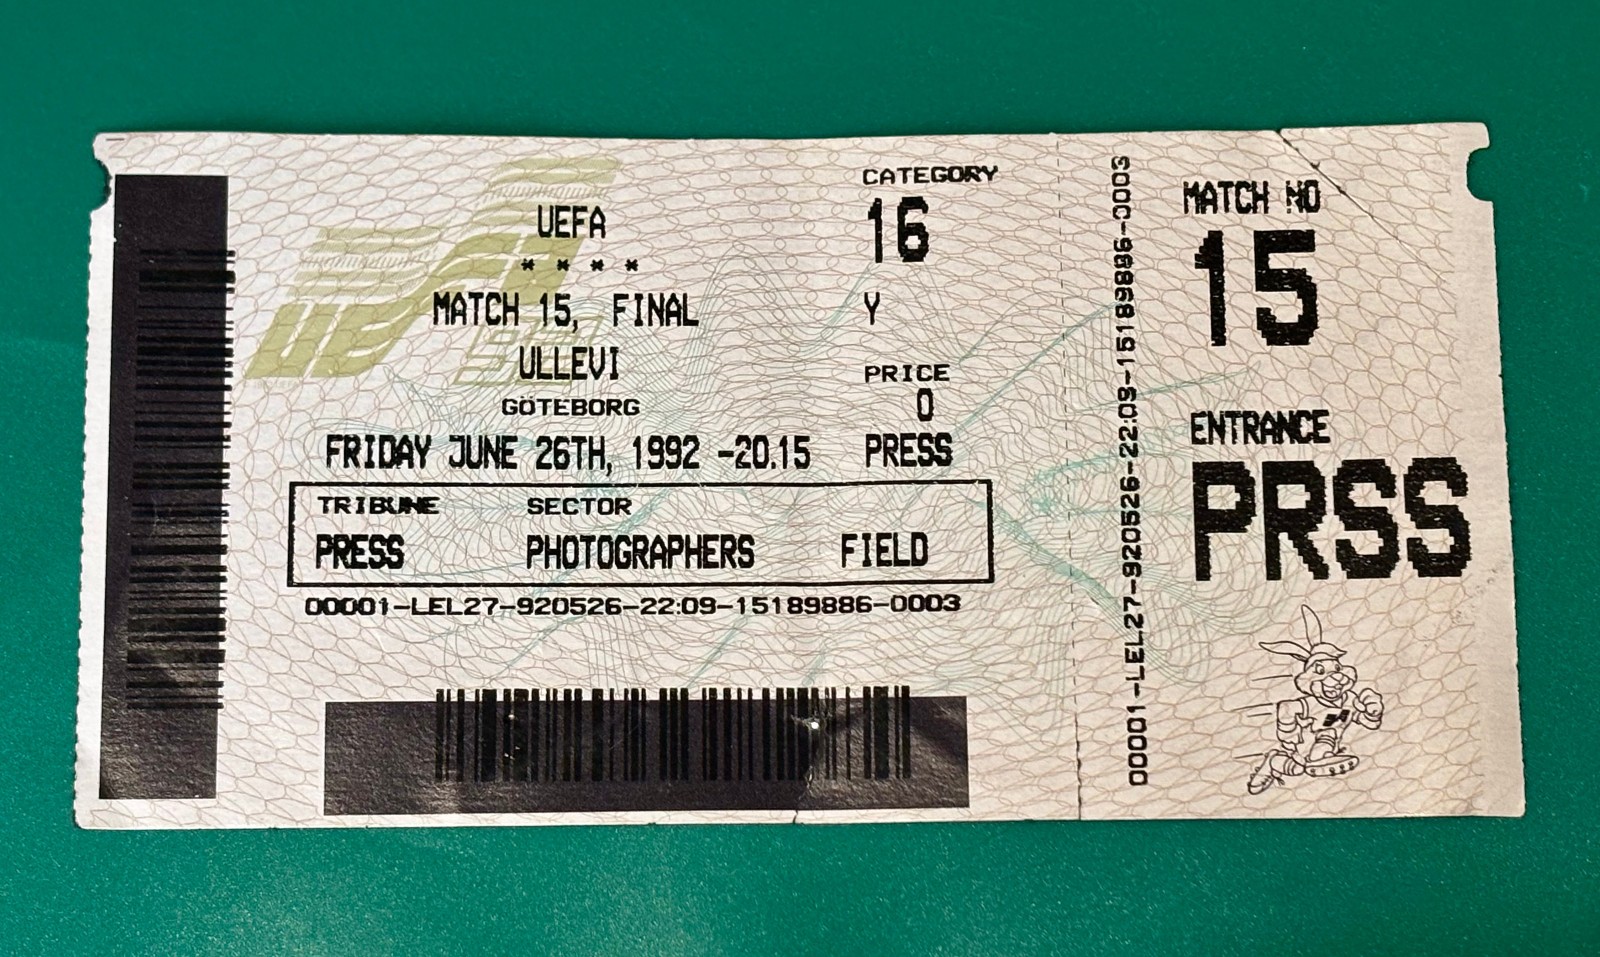 UEFA
* * * *
MATCH 15, FINAL
ULLEVI
GÖTEBORG
FRIDAY JUNE 26TH, 1992 -20.15
CATEGORY
16
Y
PRICE
0
PRESS
TRIBUNE SECTOR
PRESS PHOTOGRAPHERS FIELD
00001-LEL27-920526-22:09-15189886-0003
00001-LEL27-920526-22:09-15189886-0003
MATCH NO
15
ENTRANCE
PRSS